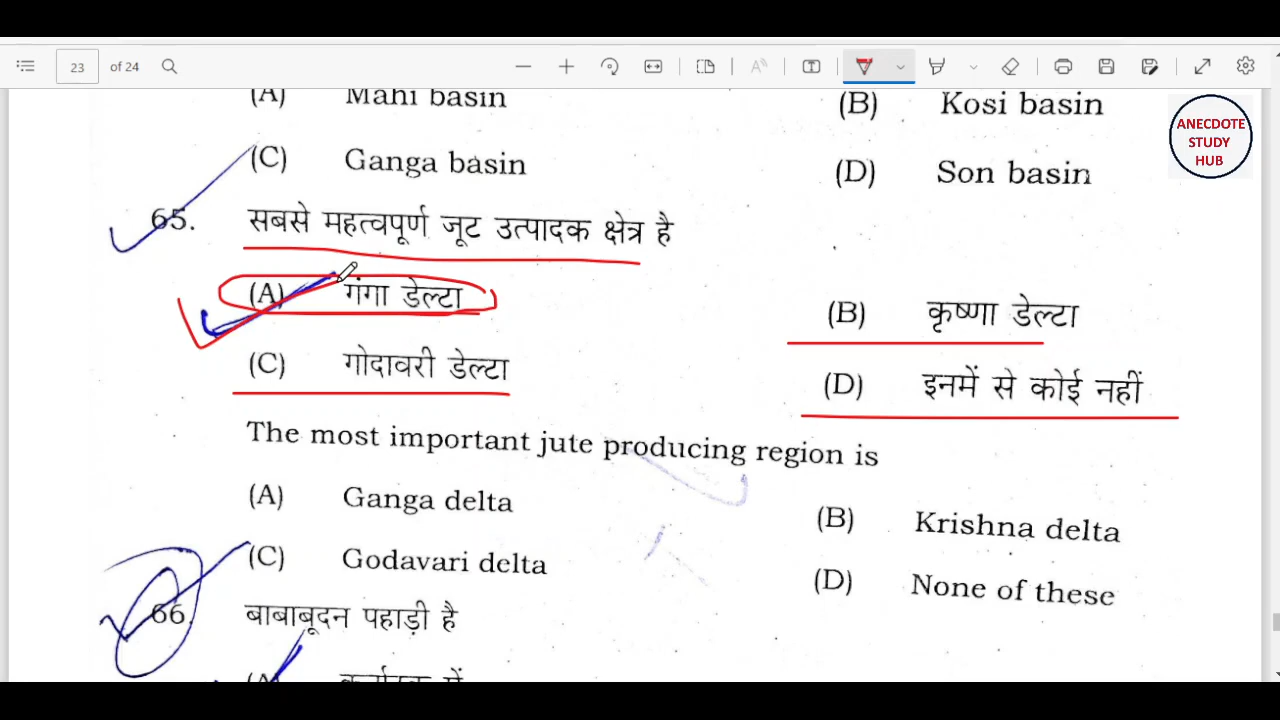 23 of 24
(A) Mahi basin (B) Kosi basin
ANECDOTE
STUDY
HUB
(C) Ganga basin (D) Son basin
65. सबसे महत्वपूर्ण जूट उत्पादक क्षेत्र है
(A) गंगा डेल्टा (B) कृष्णा डेल्टा
(C) गोदावरी डेल्टा (D) इनमें से कोई नहीं
The most important jute producing region is
(A) Ganga delta (B) Krishna delta
(C) Godavari delta (D) None of these
66. बाबाबूदन पहाड़ी है
(A) कर्नाटक में